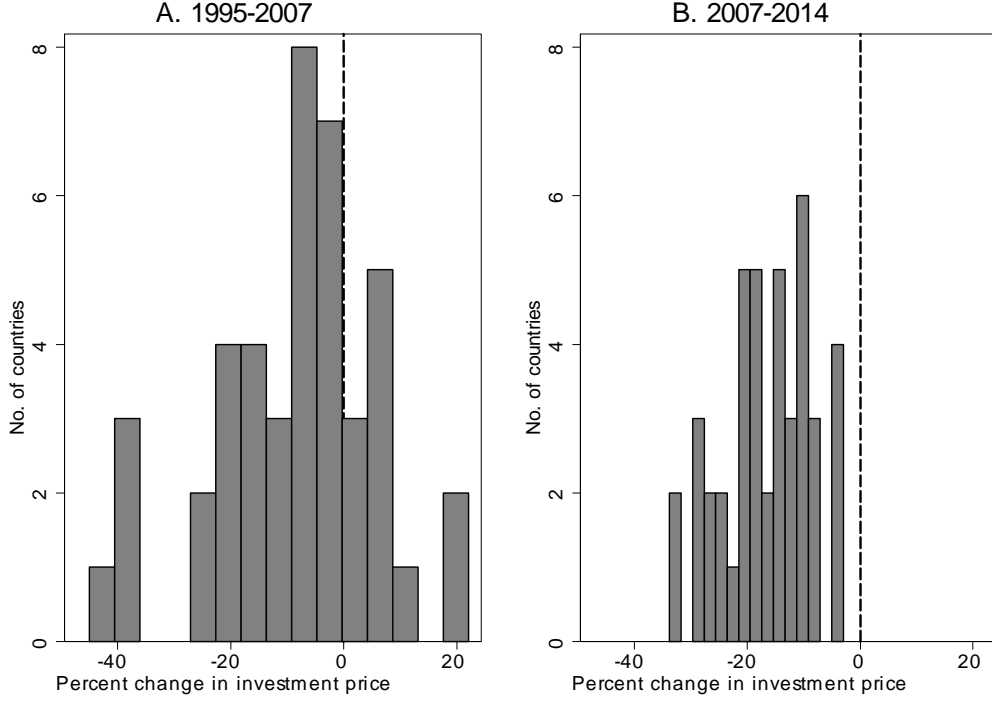 A. 1995-2007
8
6
4
2
0
No. of countries
-40 -20 0 20
Percent change in investment price
B. 2007-2014
8
6
4
2
0
No. of countries
-40 -20 0 20
Percent change in investment price